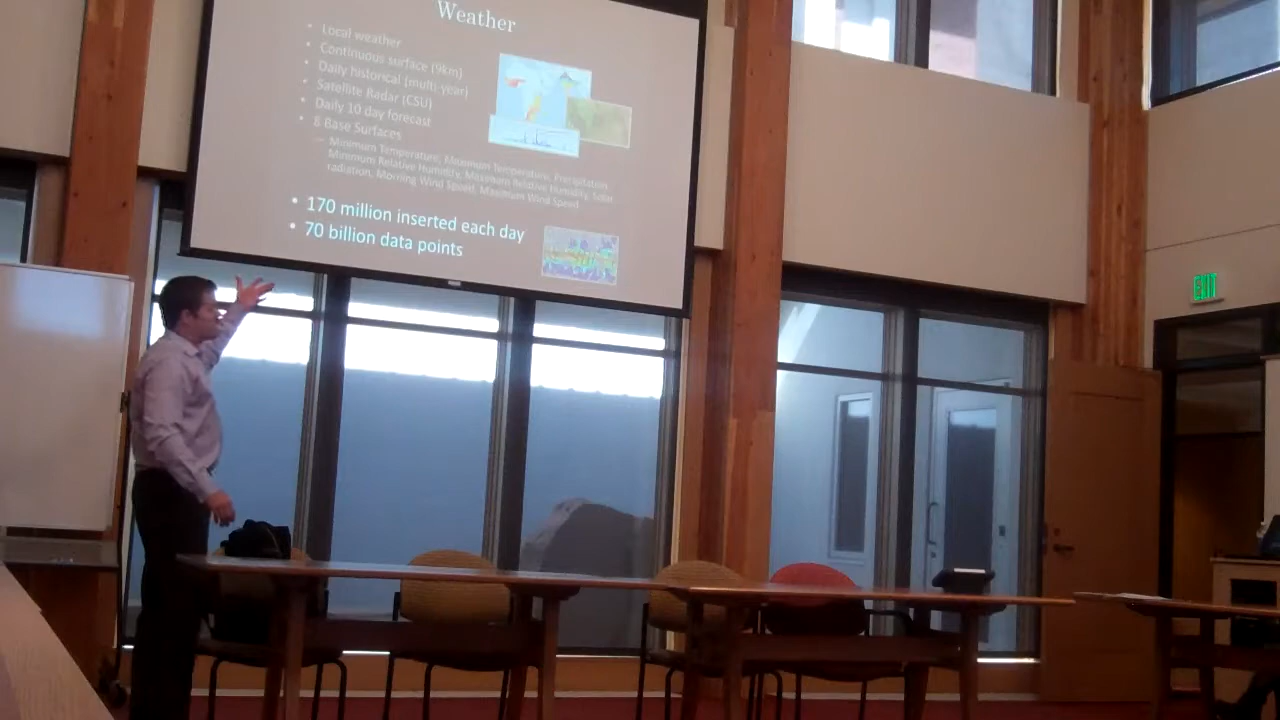 Weather
• Local weather
• Continuous surface (9km)
• Daily historical (multi-year)
• Satellite Radar (CSU)
• Daily 10 day forecast
• 8 Base Surfaces
– Minimum Temperature, Maximum Temperature, Precipitation,
Minimum Relative Humidity, Maximum Relative Humidity, Solar
radiation, Morning Wind Speed, Maximum Wind Speed
• 170 million inserted each day
• 70 billion data points
EXIT